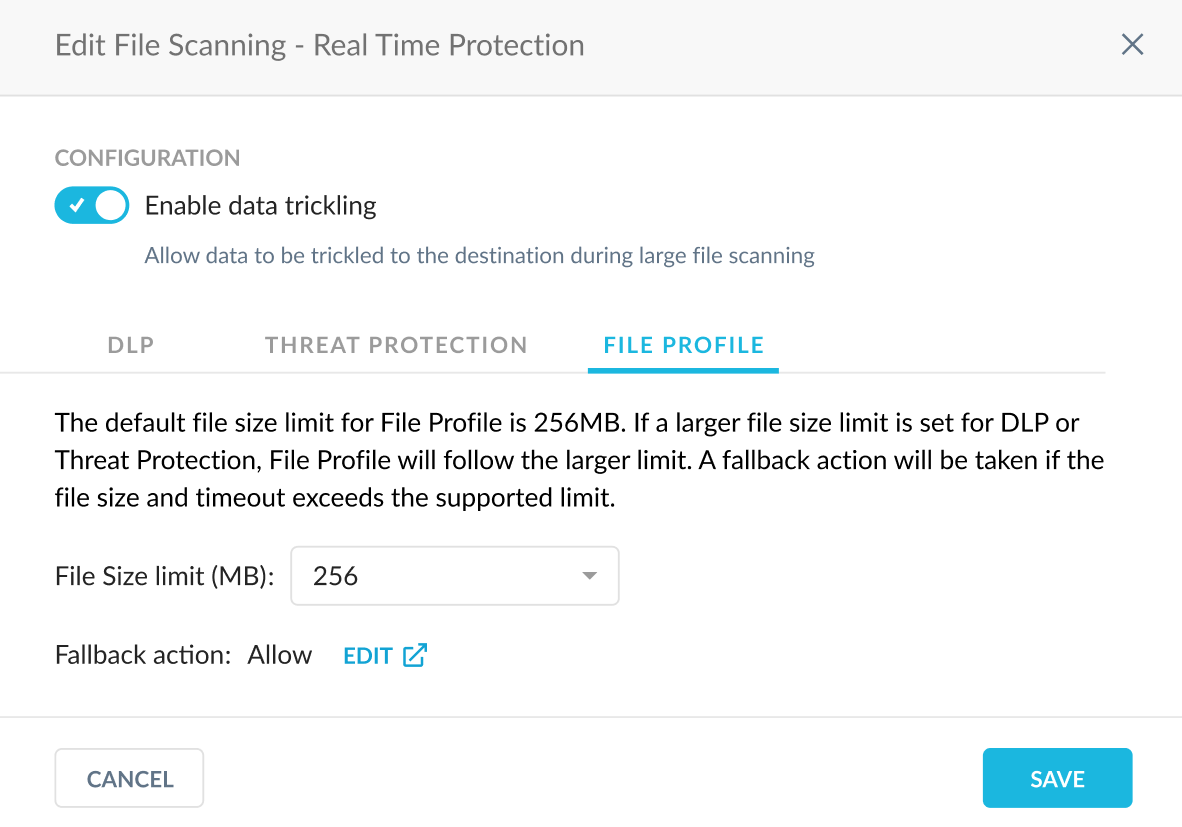 Edit File Scanning - Real Time Protection
CONFIGURATION
Enable data trickling
Allow data to be trickled to the destination during large file scanning
DLP THREAT PROTECTION FILE PROFILE
The default file size limit for File Profile is 256MB. If a larger file size limit is set for DLP or
Threat Protection, File Profile will follow the larger limit. A fallback action will be taken if the
file size and timeout exceeds the supported limit.
File Size limit (MB): 256
Fallback action: Allow EDIT
CANCEL SAVE